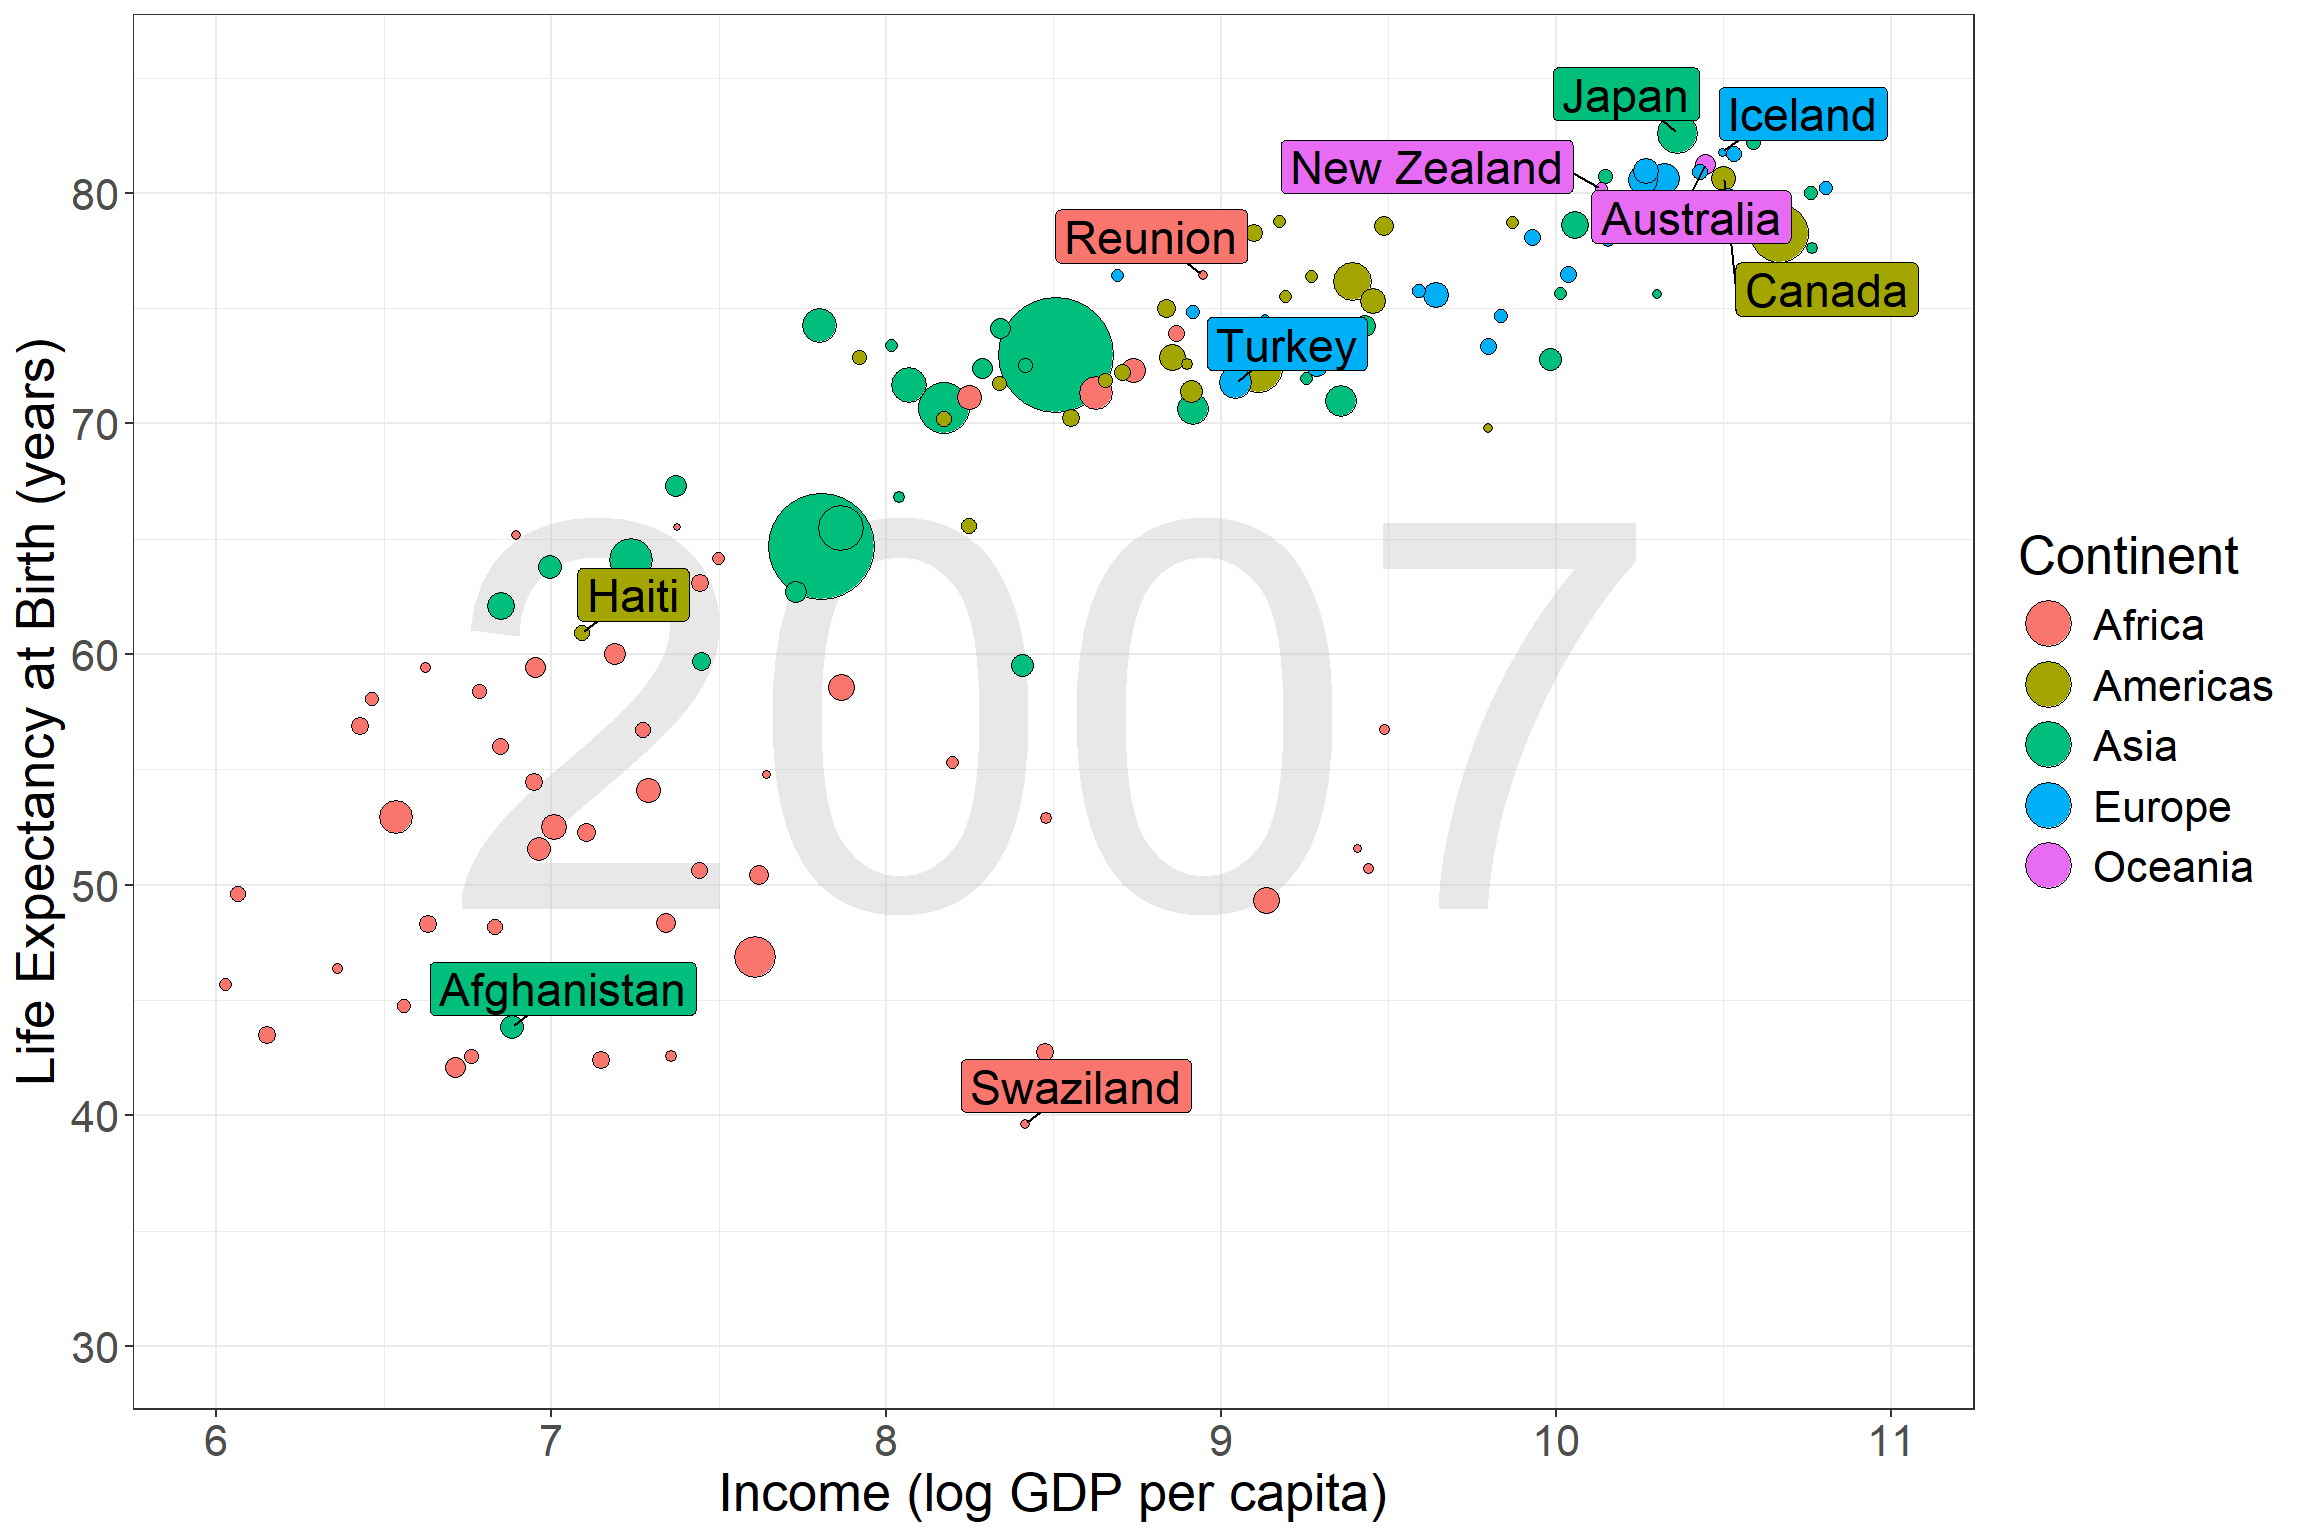 Japan
Iceland
New Zealand
Australia
Reunion
Canada
Turkey
Haiti
Afghanistan
Swaziland
2007
80
70
60
50
40
30
Life Expectancy at Birth (years)
6 7 8 9 10 11
Income (log GDP per capita)
Continent
Africa
Americas
Asia
Europe
Oceania